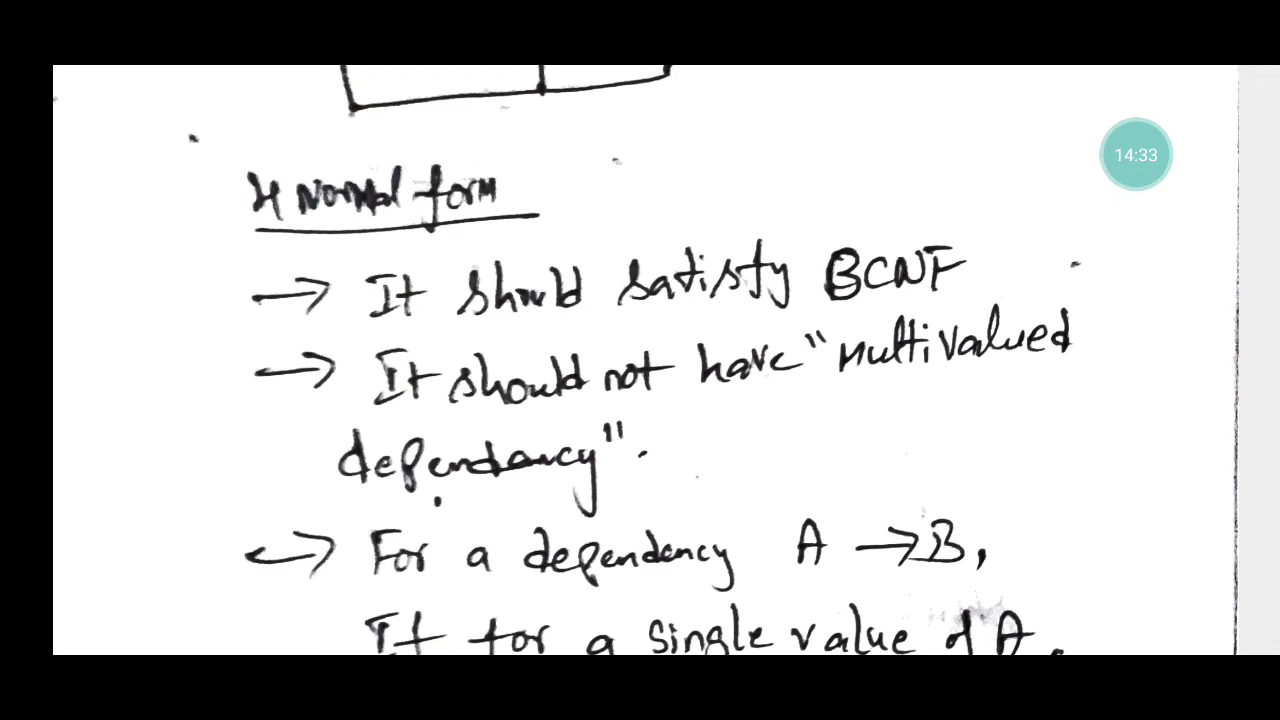 14:33
4 Normal form
→ It should satisfy BCNF
→ It should not have "Multivalued
dependancy".
→ For a dependency A → B,
If for a single value of A,